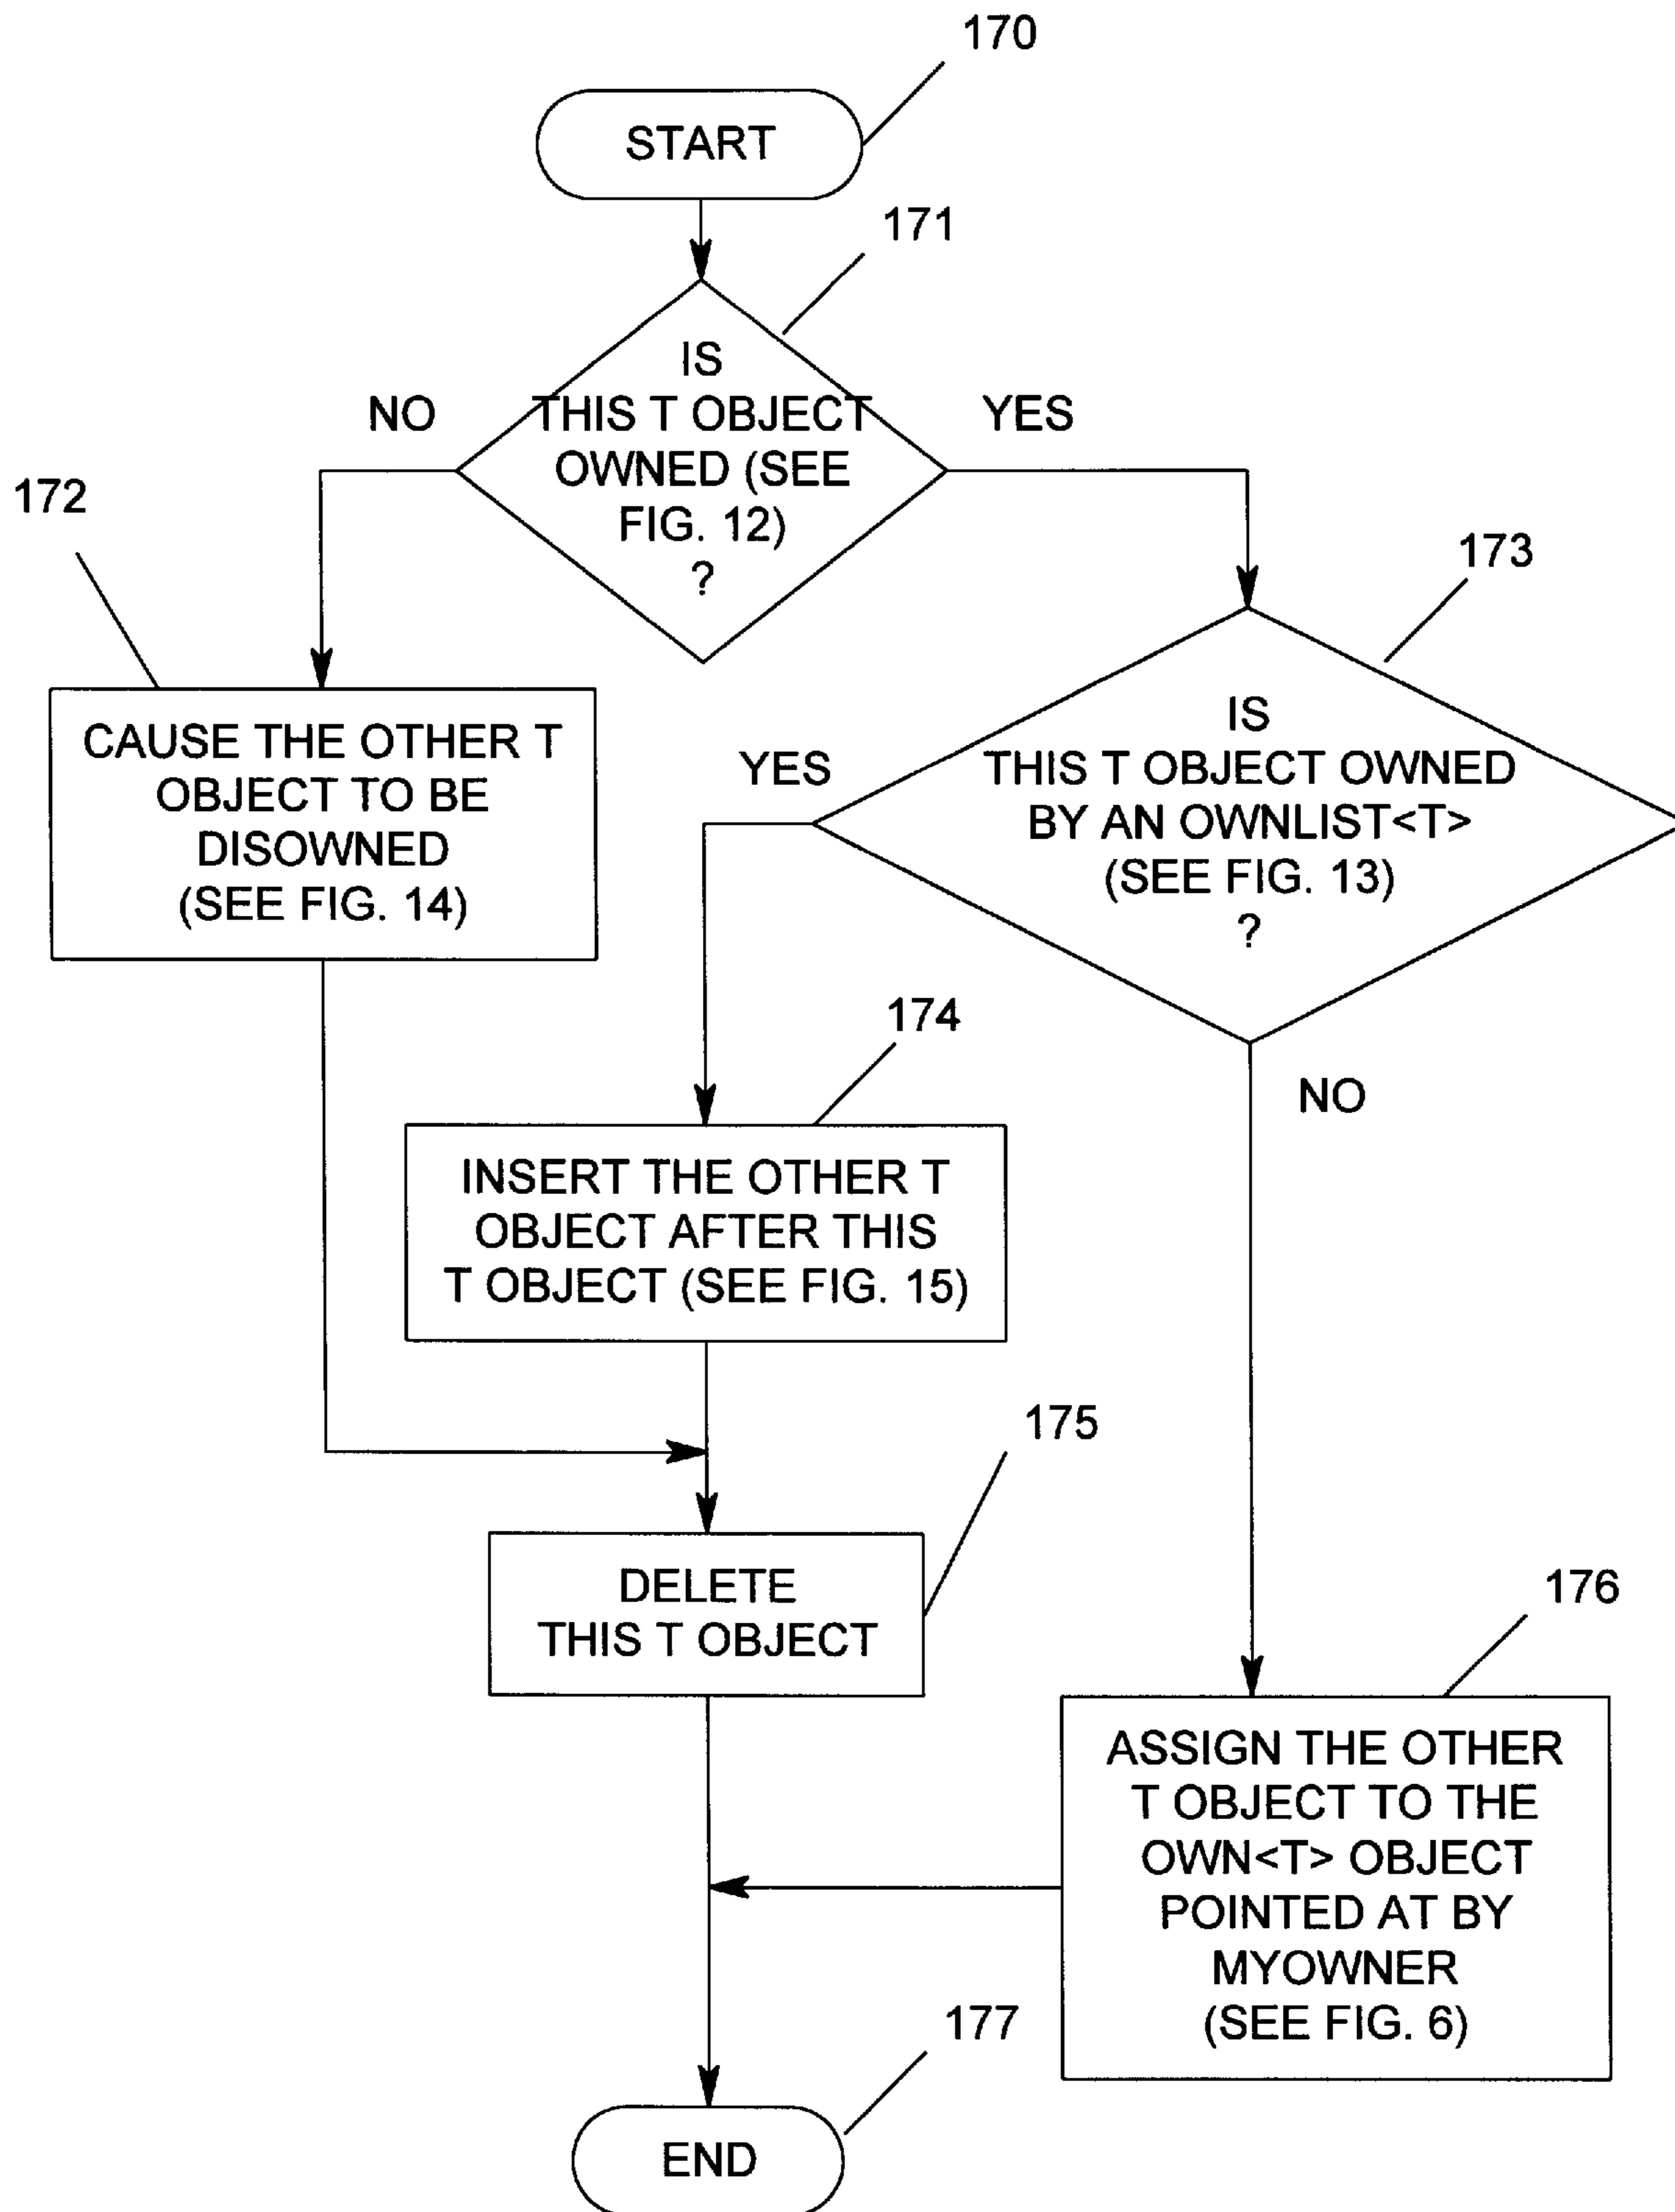 170
START
171
IS
THIS T OBJECT
OWNED (SEE
FIG. 12)
?
NO
YES
172
CAUSE THE OTHER T
OBJECT TO BE
DISOWNED
(SEE FIG. 14)
173
IS
THIS T OBJECT OWNED
BY AN OWNLIST<T>
(SEE FIG. 13)
?
YES
NO
174
INSERT THE OTHER T
OBJECT AFTER THIS
T OBJECT (SEE FIG. 15)
175
DELETE
THIS T OBJECT
176
ASSIGN THE OTHER
T OBJECT TO THE
OWN<T> OBJECT
POINTED AT BY
MYOWNER
(SEE FIG. 6)
177
END